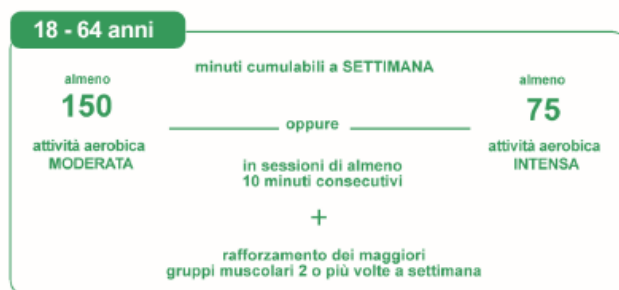 18 - 64 anni
minuti cumulabili a SETTIMANA
almeno
150
attività aerobica
MODERATA
oppure
almeno
75
attività aerobica
INTENSA
in sessioni di almeno
10 minuti consecutivi
+
rafforzamento dei maggiori
gruppi muscolari 2 o più volte a settimana